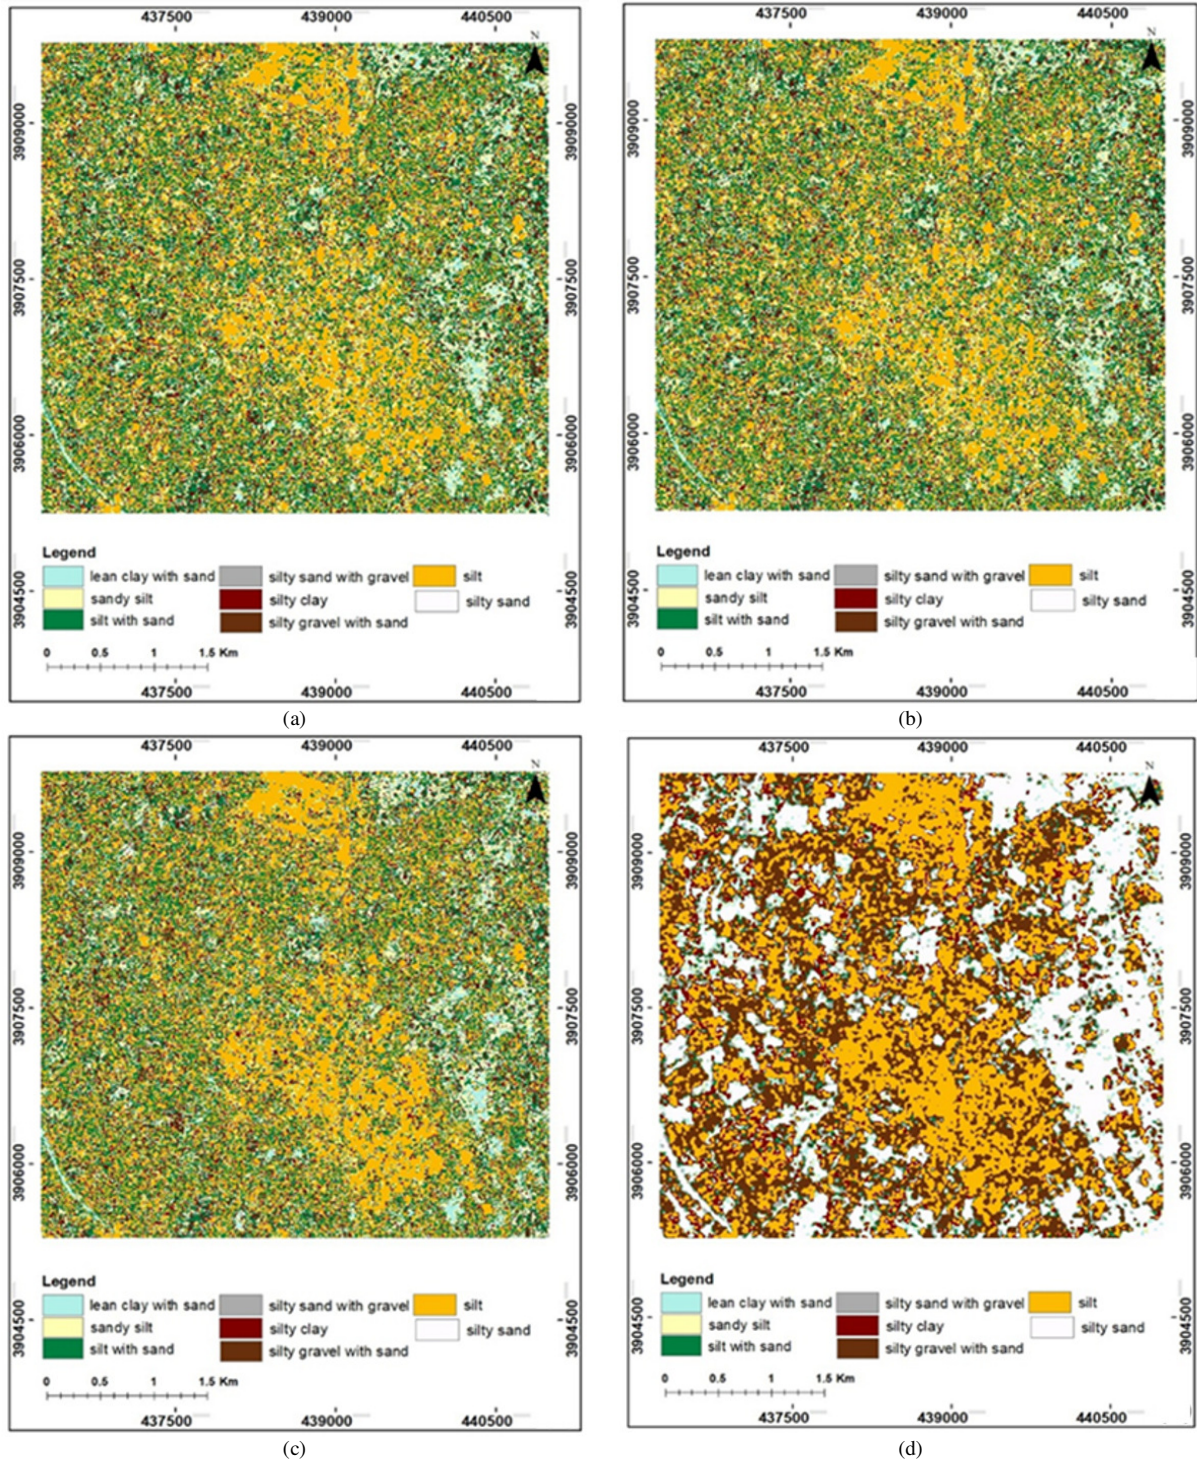 437500 439000 440500
N
3909000 3909000
3907500 3907500
3906000 3906000
3904500 3904500
Legend
lean clay with sand silty sand with gravel silt
sandy silt silty clay silty sand
silt with sand silty gravel with sand
0 0.5 1 1.5 Km
437500 439000 440500
(a)
437500 439000 440500
N
3909000 3909000
3907500 3907500
3906000 3906000
3904500 3904500
Legend
lean clay with sand silty sand with gravel silt
sandy silt silty clay silty sand
silt with sand silty gravel with sand
0 0.5 1 1.5 Km
437500 439000 440500
(b)
437500 439000 440500
N
3909000 3909000
3907500 3907500
3906000 3906000
3904500 3904500
Legend
lean clay with sand silty sand with gravel silt
sandy silt silty clay silty sand
silt with sand silty gravel with sand
0 0.5 1 1.5 Km
437500 439000 440500
(c)
437500 439000 440500
N
3909000 3909000
3907500 3907500
3906000 3906000
3904500 3904500
Legend
lean clay with sand silty sand with gravel silt
sandy silt silty clay silty sand
silt with sand silty gravel with sand
0 0.5 1 1.5 Km
437500 439000 440500
(d)